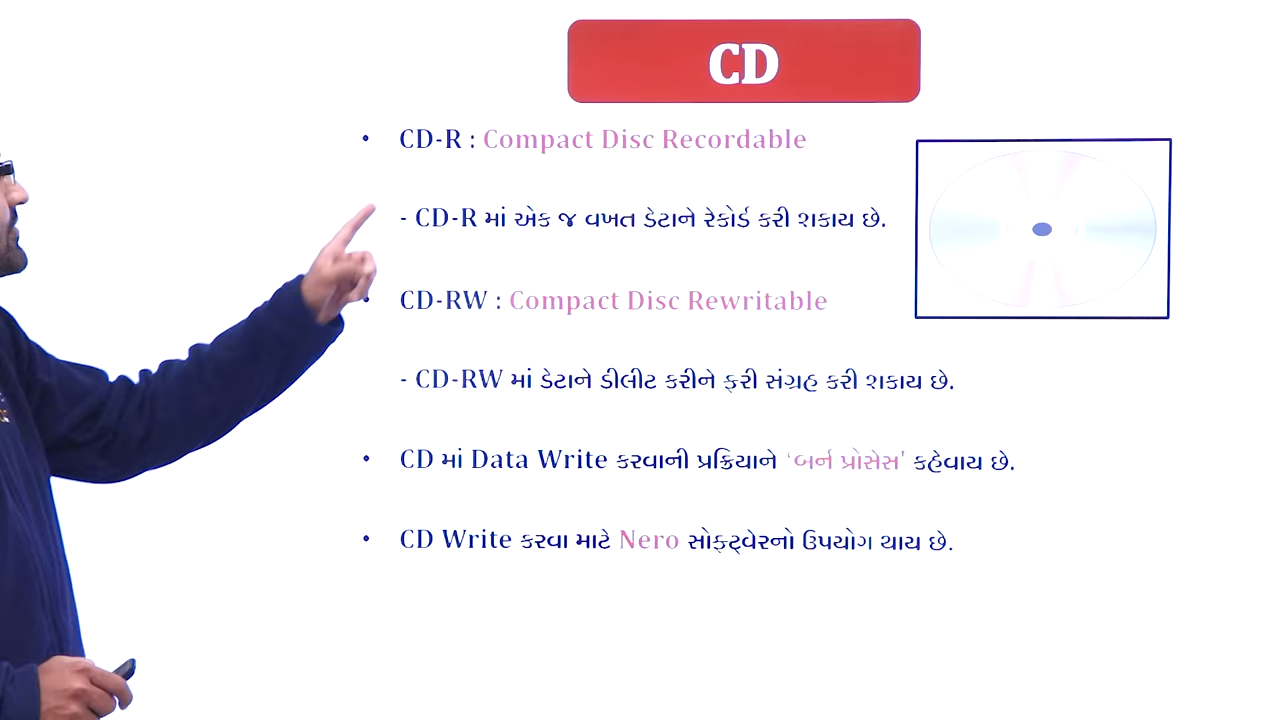 CD
• CD-R : Compact Disc Recordable
- CD-R માં એક જ વખત ડેટાને રેકોર્ડ કરી શકાય છે.
• CD-RW : Compact Disc Rewritable
- CD-RW માં ડેટાને ડીલીટ કરીને ફરી સંગ્રહ કરી શકાય છે.
• CD માં Data Write કરવાની પ્રક્રિયાને ‘બર્ન પ્રોસેસ' કહેવાય છે.
• CD Write કરવા માટે Nero સોફ્ટ્વેરનો ઉપયોગ થાય છે.